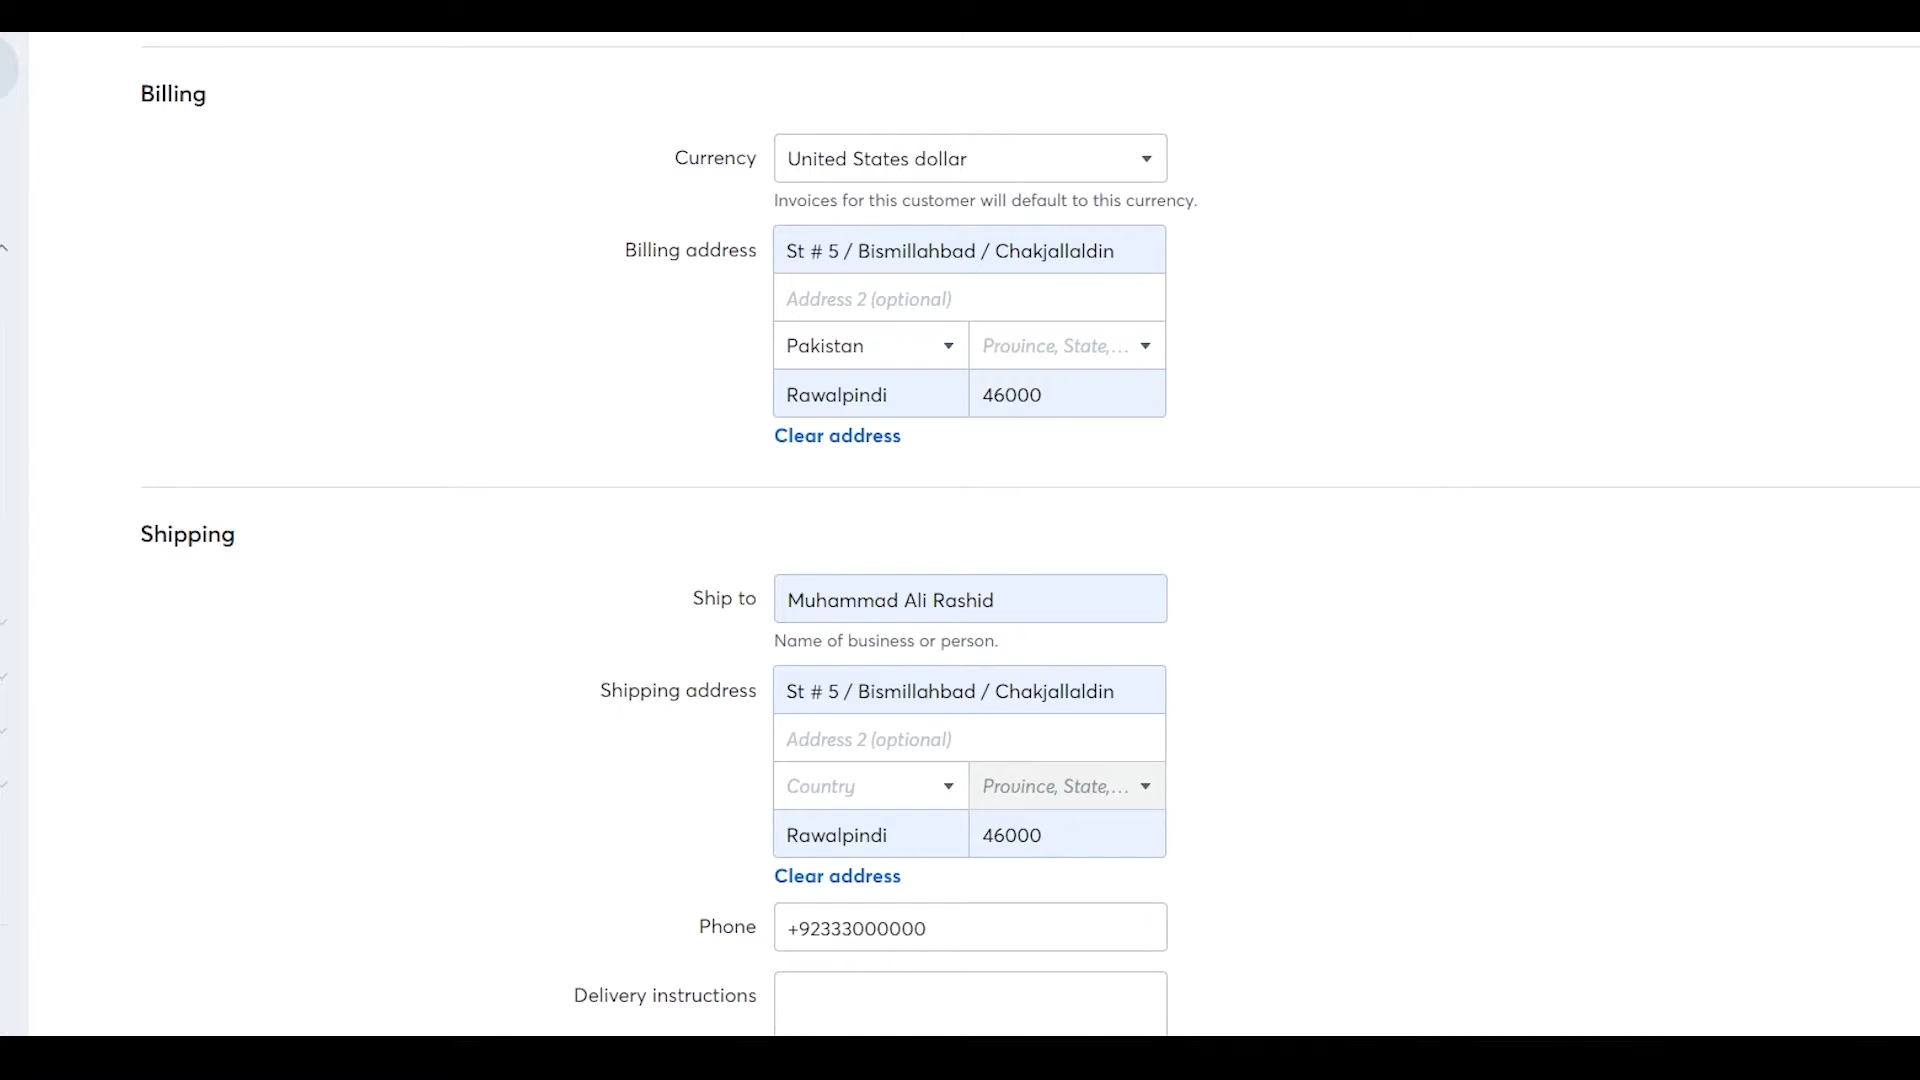 Billing
Currency
United States dollar
Invoices for this customer will default to this currency.
Billing address
St # 5 / Bismillahbad / Chakjallaldin
Address 2 (optional)
Pakistan
Province, State,...
Rawalpindi
46000
Clear address
Shipping
Ship to
Muhammad Ali Rashid
Name of business or person.
Shipping address
St # 5 / Bismillahbad / Chakjallaldin
Address 2 (optional)
Country
Province, State,...
Rawalpindi
46000
Clear address
Phone
+92333000000
Delivery instructions